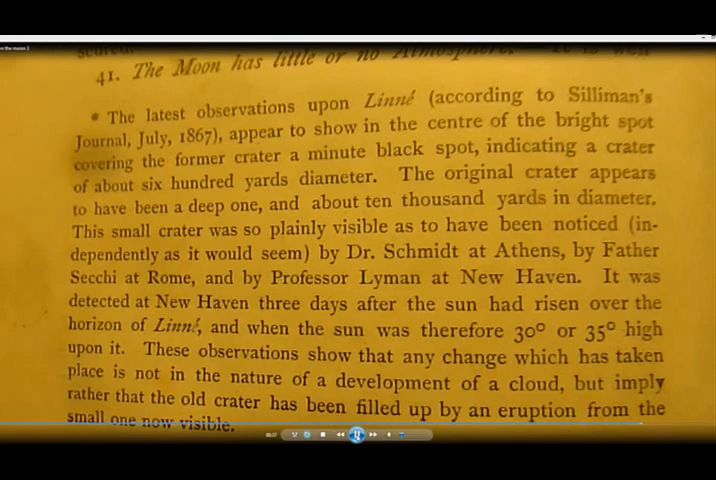 on the moon 3
41. The Moon has little or no Atmosphere. It is well
* The latest observations upon Linné (according to Silliman's
Journal, July, 1867), appear to show in the centre of the bright spot
covering the former crater a minute black spot, indicating a crater
of about six hundred yards diameter. The original crater appears
to have been a deep one, and about ten thousand yards in diameter.
This small crater was so plainly visible as to have been noticed (in-
dependently as it would seem) by Dr. Schmidt at Athens, by Father
Secchi at Rome, and by Professor Lyman at New Haven. It was
detected at New Haven three days after the sun had risen over the
horizon of Linné, and when the sun was therefore 30° or 35° high
upon it. These observations show that any change which has taken
place is not in the nature of a development of a cloud, but imply
rather that the old crater has been filled up by an eruption from the
small one now visible.